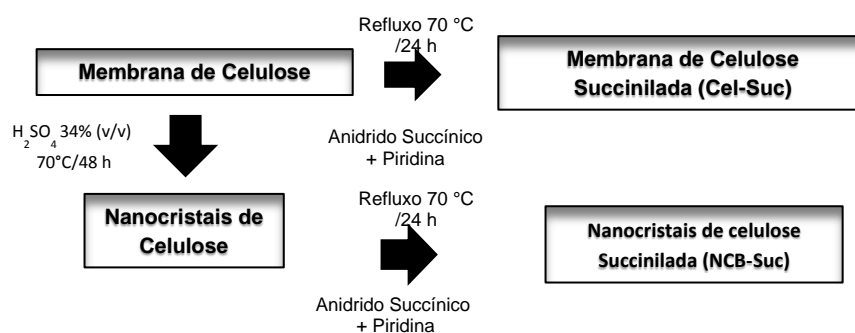 Refluxo 70 °C
/24 h
Membrana de Celulose
Membrana de Celulose
Succinilada (Cel-Suc)
H2SO4 34% (v/v)
70°C/48 h
Anidrido Succínico
+ Piridina
Refluxo 70 °C
/24 h
Nanocristais de
Celulose
Nanocristais de celulose
Succinilada (NCB-Suc)
Anidrido Succínico
+ Piridina